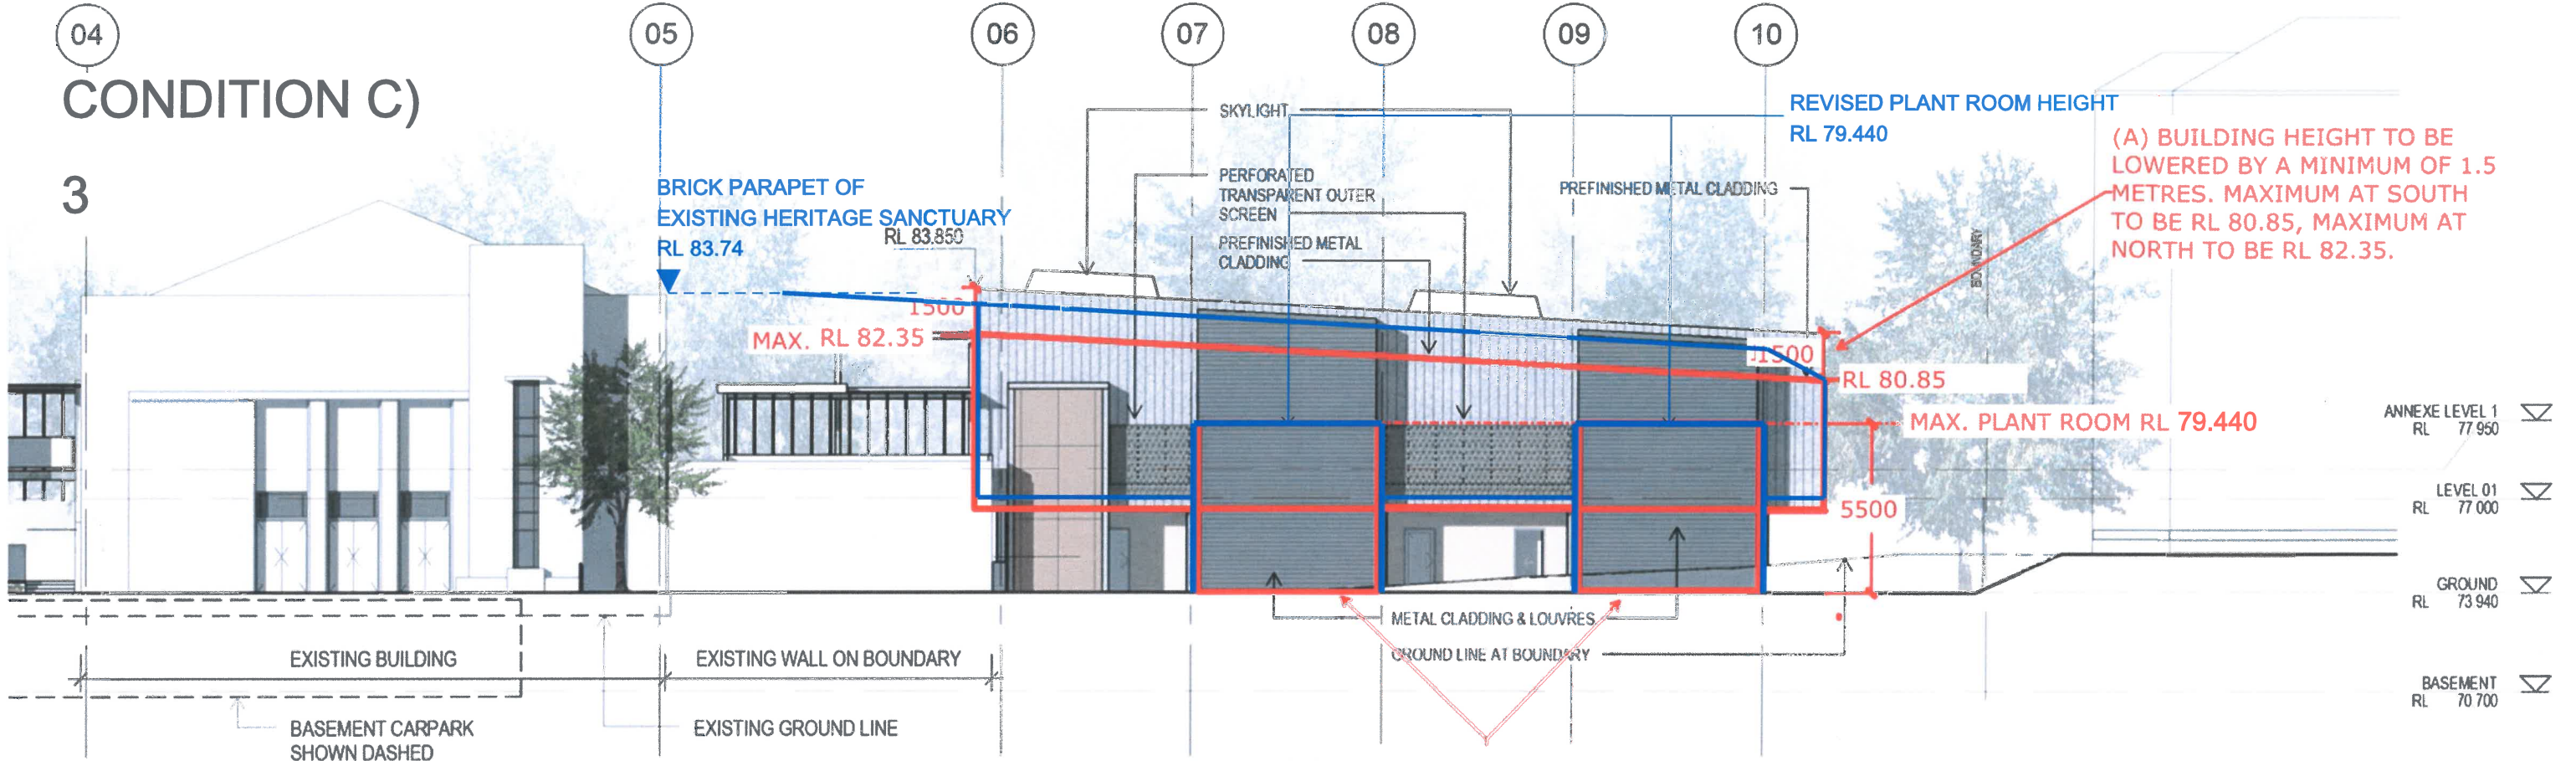 04
05
06
07
08
09
10
CONDITION C)
3
SKYLIGHT
REVISED PLANT ROOM HEIGHT
RL 79.440
(A) BUILDING HEIGHT TO BE
LOWERED BY A MINIMUM OF 1.5
METRES. MAXIMUM AT SOUTH
TO BE RL 80.85, MAXIMUM AT
NORTH TO BE RL 82.35.
BRICK PARAPET OF
EXISTING HERITAGE SANCTUARY
RL 83.74
RL 83.850
PERFORATED
TRANSPARENT OUTER
SCREEN
PREFINISHED METAL
CLADDING
PREFINISHED METAL CLADDING
BOUNDARY
1500
MAX. RL 82.35
1500
RL 80.85
MAX. PLANT ROOM RL 79.440
5500
ANNEXE LEVEL 1
RL 77 950
LEVEL 01
RL 77 000
GROUND
RL 73 940
BASEMENT
RL 70 700
METAL CLADDING & LOUVRES
GROUND LINE AT BOUNDARY
EXISTING BUILDING
EXISTING WALL ON BOUNDARY
BASEMENT CARPARK
SHOWN DASHED
EXISTING GROUND LINE